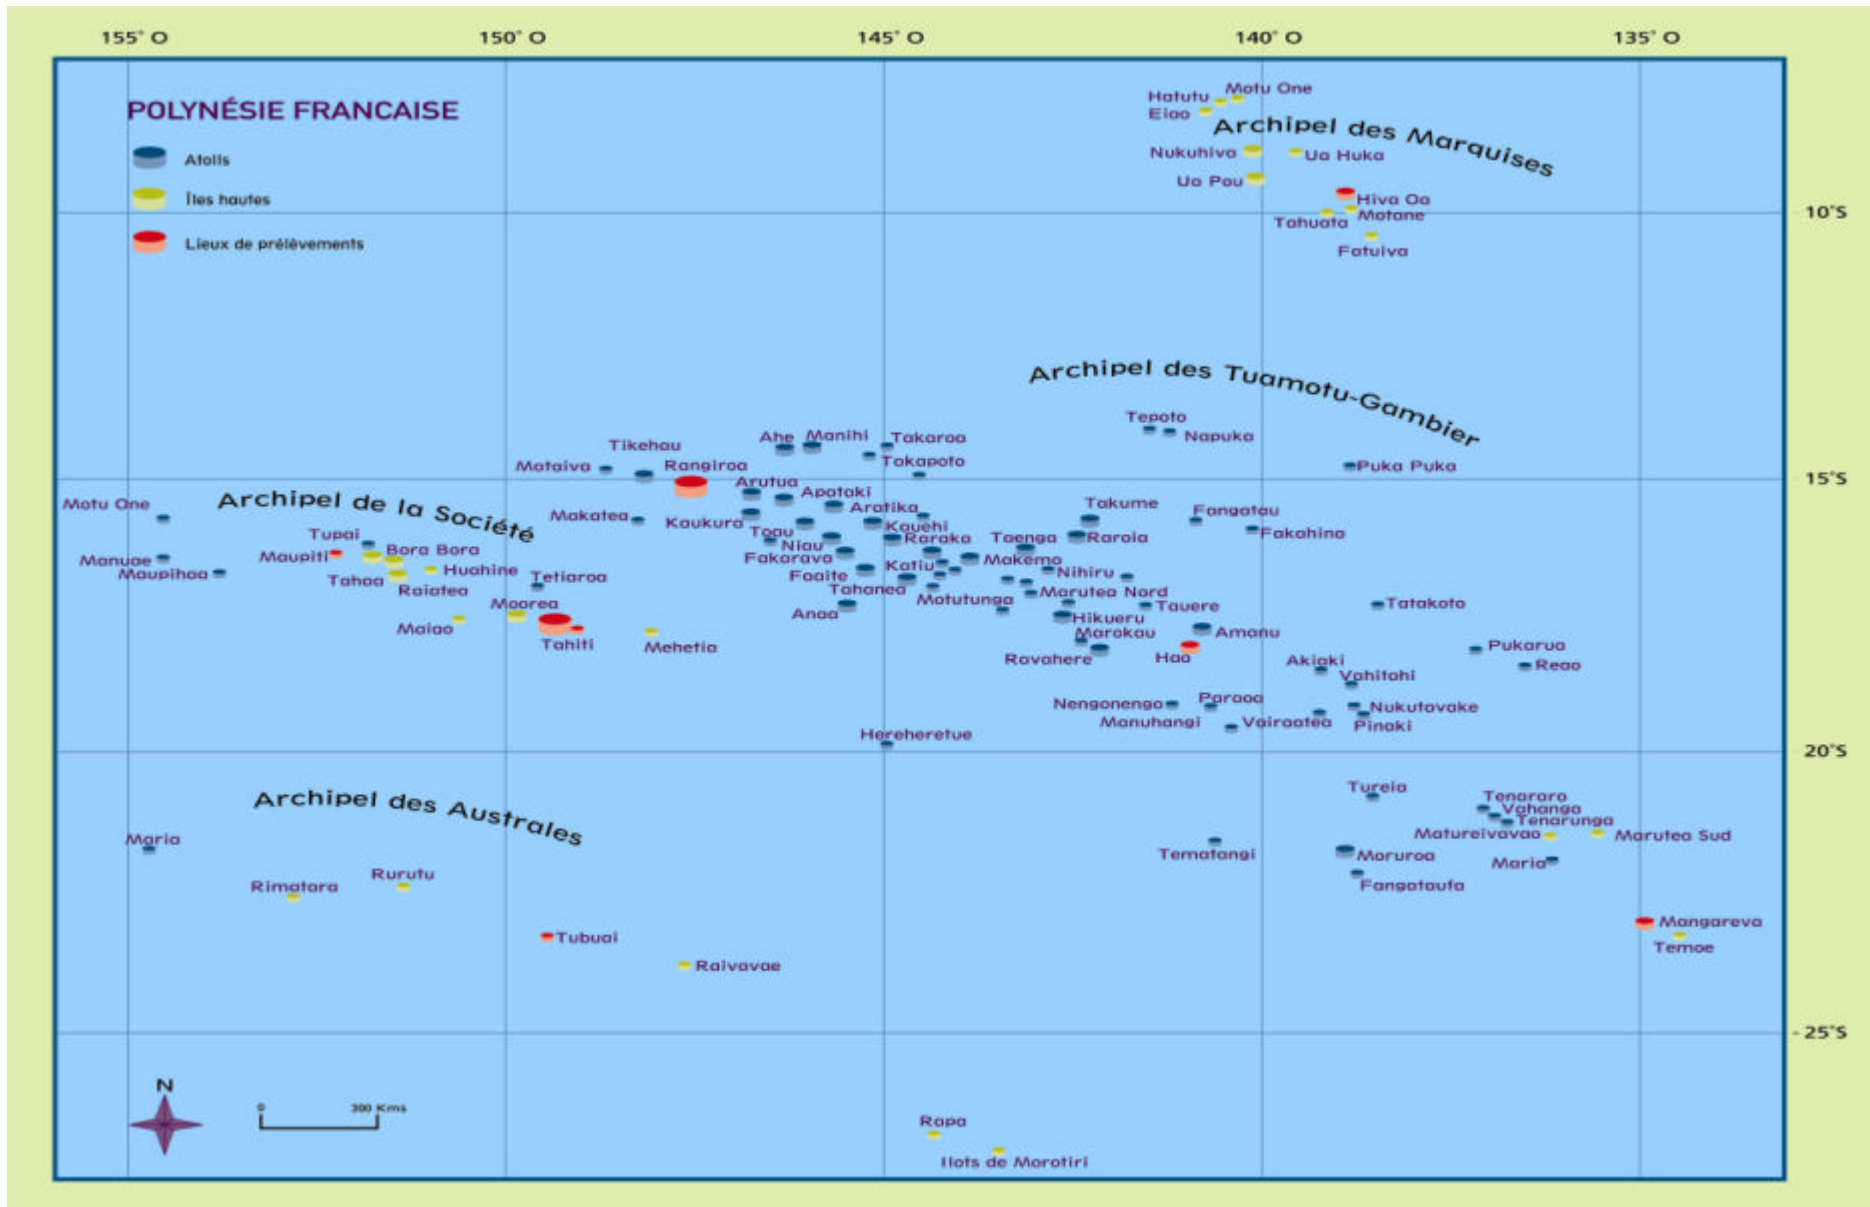 155° O
150° O
145° O
140° O
135° O
POLYNÉSIE FRANCAISE
Atolls
Îles hautes
Lieux de prélèvements
Motu One
Hatutu
Eiao
Archipel des Marquises
Nukuhiva
Ua Huka
Ua Pou
Hiva Oa
Motane
Tahuata
Fatuiva
10°S
Archipel des Tuamotu-Gambier
Tepoto
Napuka
Puka Puka
Ahe
Manihi
Takaroa
Takapoto
Tikehau
Mataiva
Rangiroa
15°S
Arutua
Apataki
Aratika
Kaukura
Makatea
Toau
Niau
Kauehi
Raraka
Fakarava
Taenga
Takume
Raroia
Fangatau
Fakahina
Makemo
Katiu
Nihiru
Faaite
Tahanea
Motutunga
Marutea Nord
Tauere
Anaa
Hikueru
Marokau
Ravahere
Amanu
Hao
Tatakoto
Pukarua
Reao
Akiaki
Vahitahi
Nengonengo
Paraoa
Manuhangi
Vairaatea
Nukutavake
Pinaki
Hereheretue
Motu One
Archipel de la Société
Manuae
Maupihaa
Tupai
Maupiti
Bora Bora
Tahaa
Huahine
Raiatea
Tetiaroa
Moorea
Maiao
Tahiti
Mehetia
20°S
Archipel des Australes
Maria
Rimatara
Rurutu
Tubuai
Raivavae
Tureia
Tenararo
Vahanga
Tenarunga
Matureivavao
Marutea Sud
Tematangi
Moruroa
Maria
Fangataufa
Mangareva
Temoe
- 25°S
N
0
200 Kms
Rapa
Ilots de Morotiri